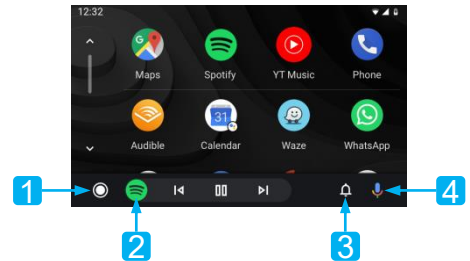 12:32
Maps
Spotify
YT Music
Phone
31
Audible
Calendar
Waze
WhatsApp
1
4
2
3